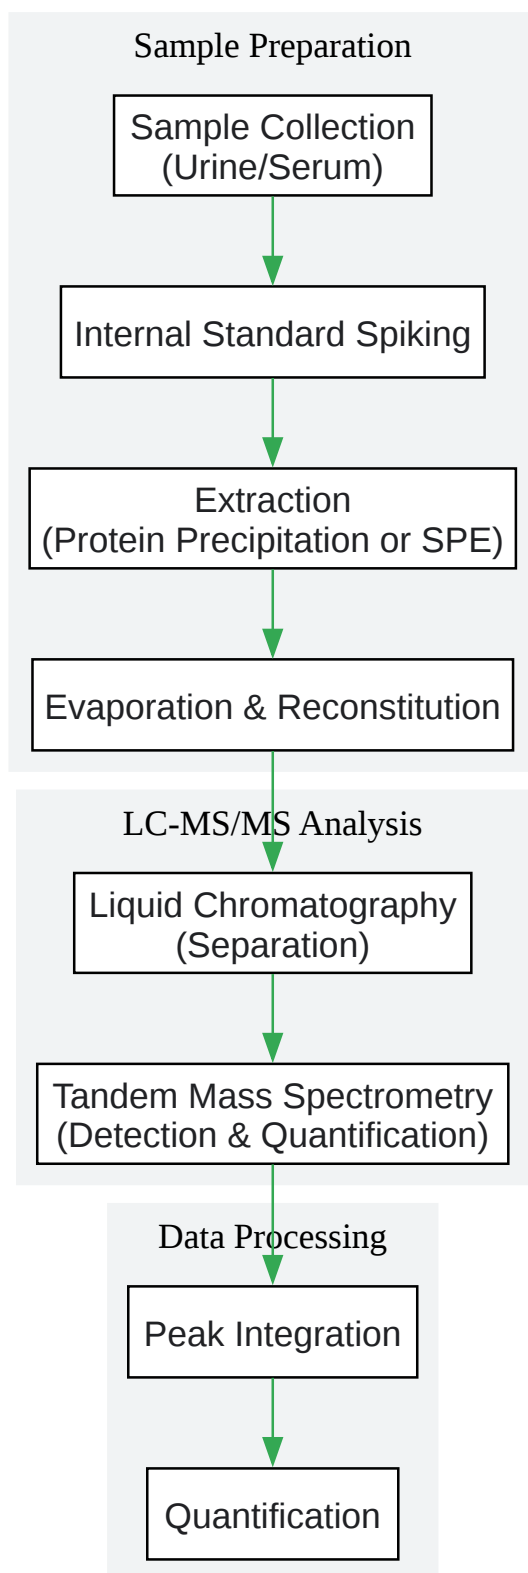 Sample Preparation
Sample Collection
(Urine/Serum)
Internal Standard Spiking
Extraction
(Protein Precipitation or SPE)
Evaporation & Reconstitution
LC-MS/MS Analysis
Liquid Chromatography
(Separation)
Tandem Mass Spectrometry
(Detection & Quantification)
Data Processing
Peak Integration
Quantification